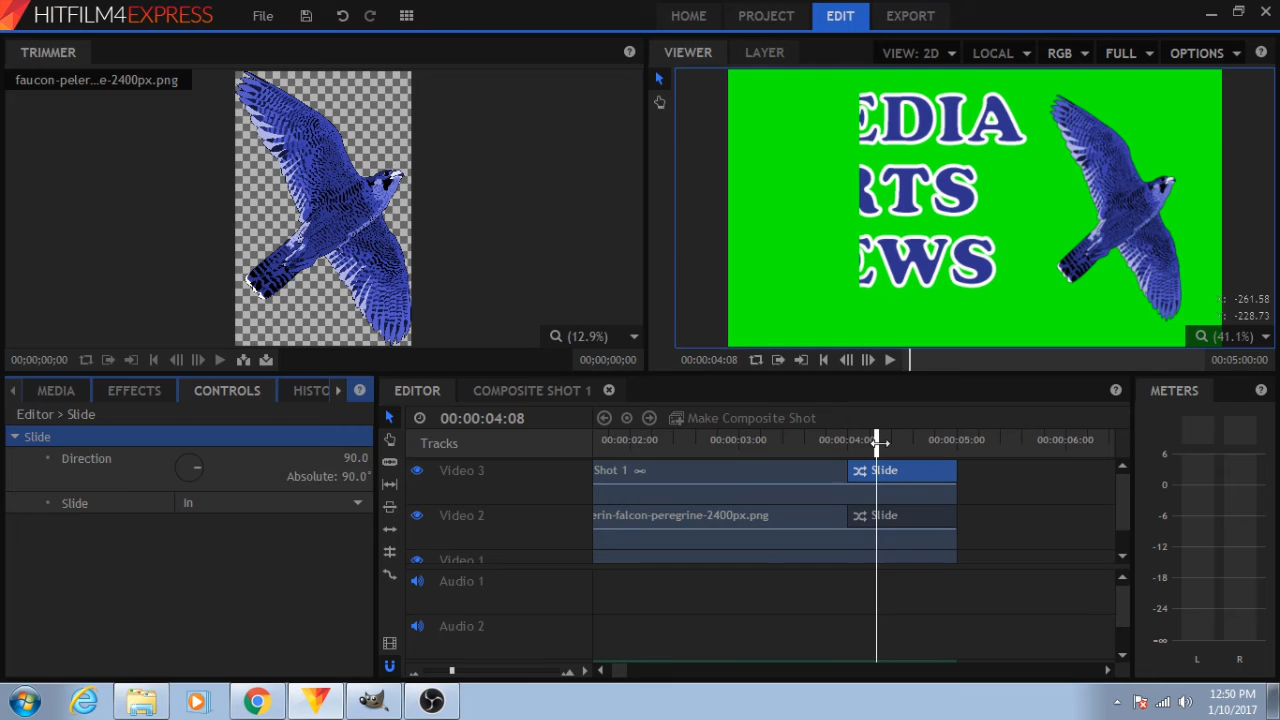 HITFILM4EXPRESS
File
HOME
PROJECT
EDIT
EXPORT
TRIMMER
faucon-peler...e-2400px.png
(12.9%)
00;00;00;00
00;00;00;00
VIEWER
LAYER
VIEW: 2D
LOCAL
RGB
FULL
OPTIONS
EDIA
RTS
EWS
X: -261.58
Y: -228.73
(41.1%)
00:00:04:08
00:05:00:00
MEDIA
EFFECTS
CONTROLS
HISTO
Editor > Slide
Slide
Direction
90.0
Absolute: 90.0°
Slide
In
EDITOR
COMPOSITE SHOT 1
00:00:04:08
Make Composite Shot
Tracks
00:00:02:00
00:00:03:00
00:00:04:0
00:00:05:00
00:00:06:00
Video 3
Shot 1
Slide
Video 2
erin-falcon-peregrine-2400px.png
Slide
Video 1
Audio 1
Audio 2
METERS
6
0
-6
-12
-18
-24
-∞
L
R
12:50 PM
1/10/2017